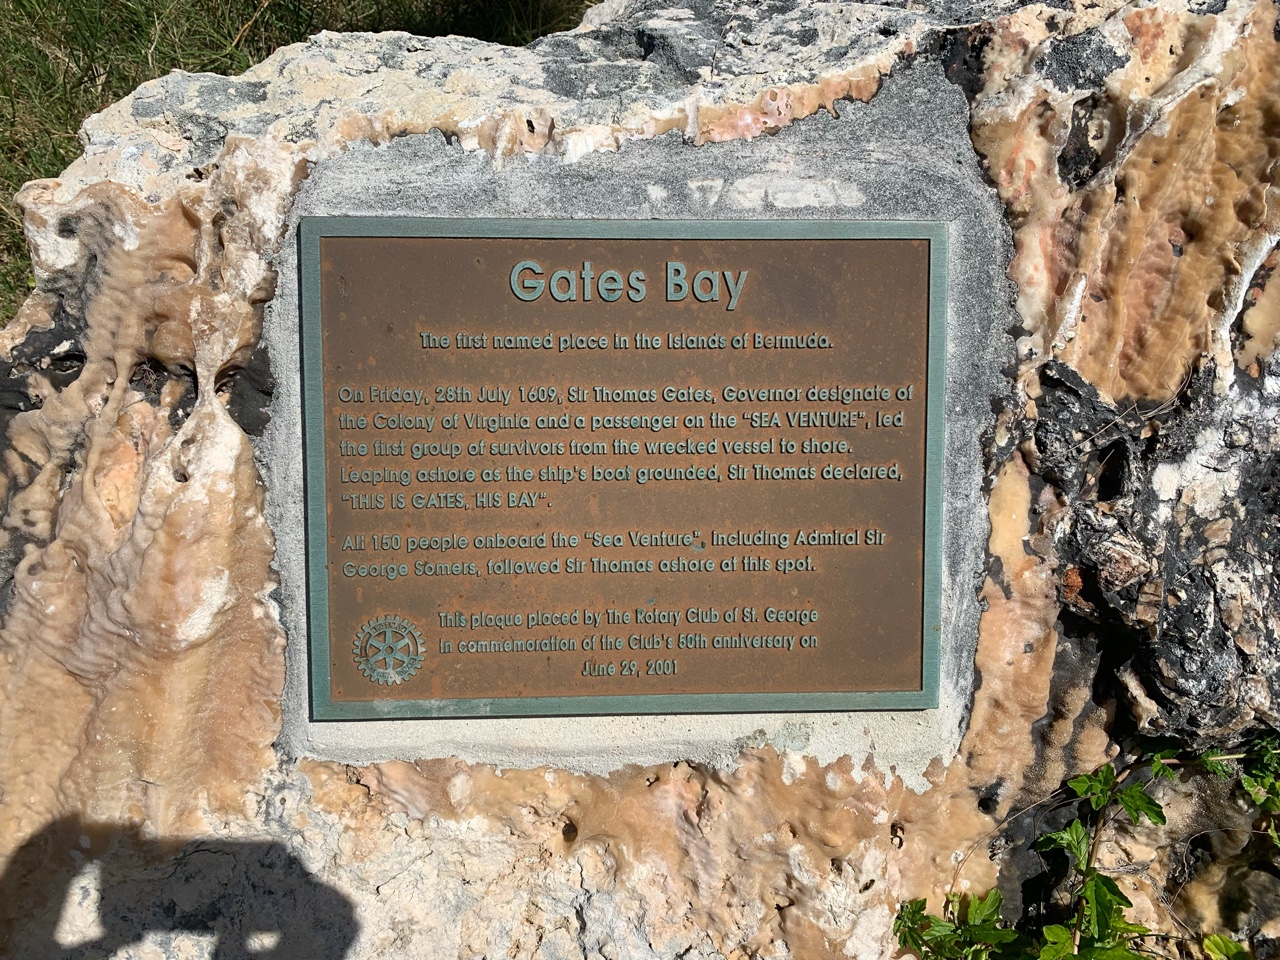 Gates Bay
The first named place in the Islands of Bermuda.
On Friday, 28th July 1609, Sir Thomas Gates, Governor designate of
the Colony of Virginia and a passenger on the "SEA VENTURE", led
the first group of survivors from the wrecked vessel to shore.
Leaping ashore as the ship's boat grounded, Sir Thomas declared,
"THIS IS GATES, HIS BAY".
All 150 people onboard the "Sea Venture", including Admiral Sir
George Somers, followed Sir Thomas ashore at this spot.
This plaque placed by The Rotary Club of St. George
in commemoration of the Club's 50th anniversary on
June 29, 2001